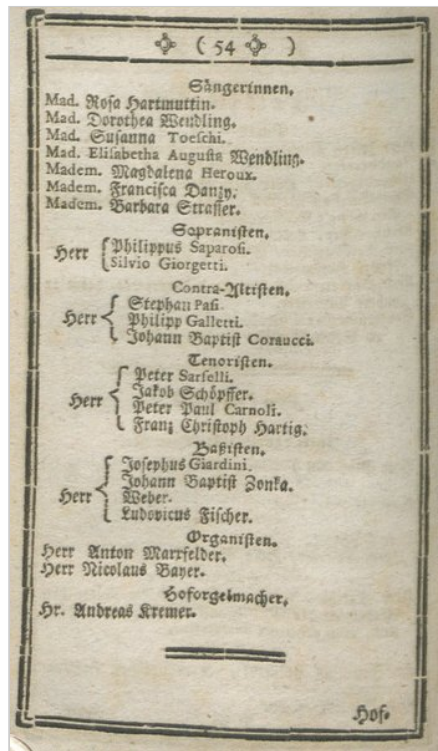 ( 54 )
Sängerinnen.
Mad. Rosa Hartmuttin.
Mad. Dorothea Wendling.
Mad. Susanna Toeschi.
Mad. Elisabetha Augusta Wendling.
Madem. Magdalena Heroux.
Madem. Francisca Danzy.
Madem. Barbara Strasser.
Sopranisten.
Herr { Philippus Saparosi.
Silvio Giorgetti.
Contra-Altisten.
Stephan Pasi
Herr { Philipp Galletti.
Johann Baptist Coraucci.
Tenoristen.
Peter Sarselli.
Herr { Jakob Schöpffer.
Peter Paul Carnoli.
Franz Christoph Hartig.
Baßisten.
Josephus Giardini.
Herr { Johann Baptist Zonka.
Weber.
Ludovicus Fischer.
Organisten.
Herr Anton Marxfelder.
Herr Nicolaus Bayer.
Hoforgelmacher.
Hr. Andreas Kremer.
Hof-